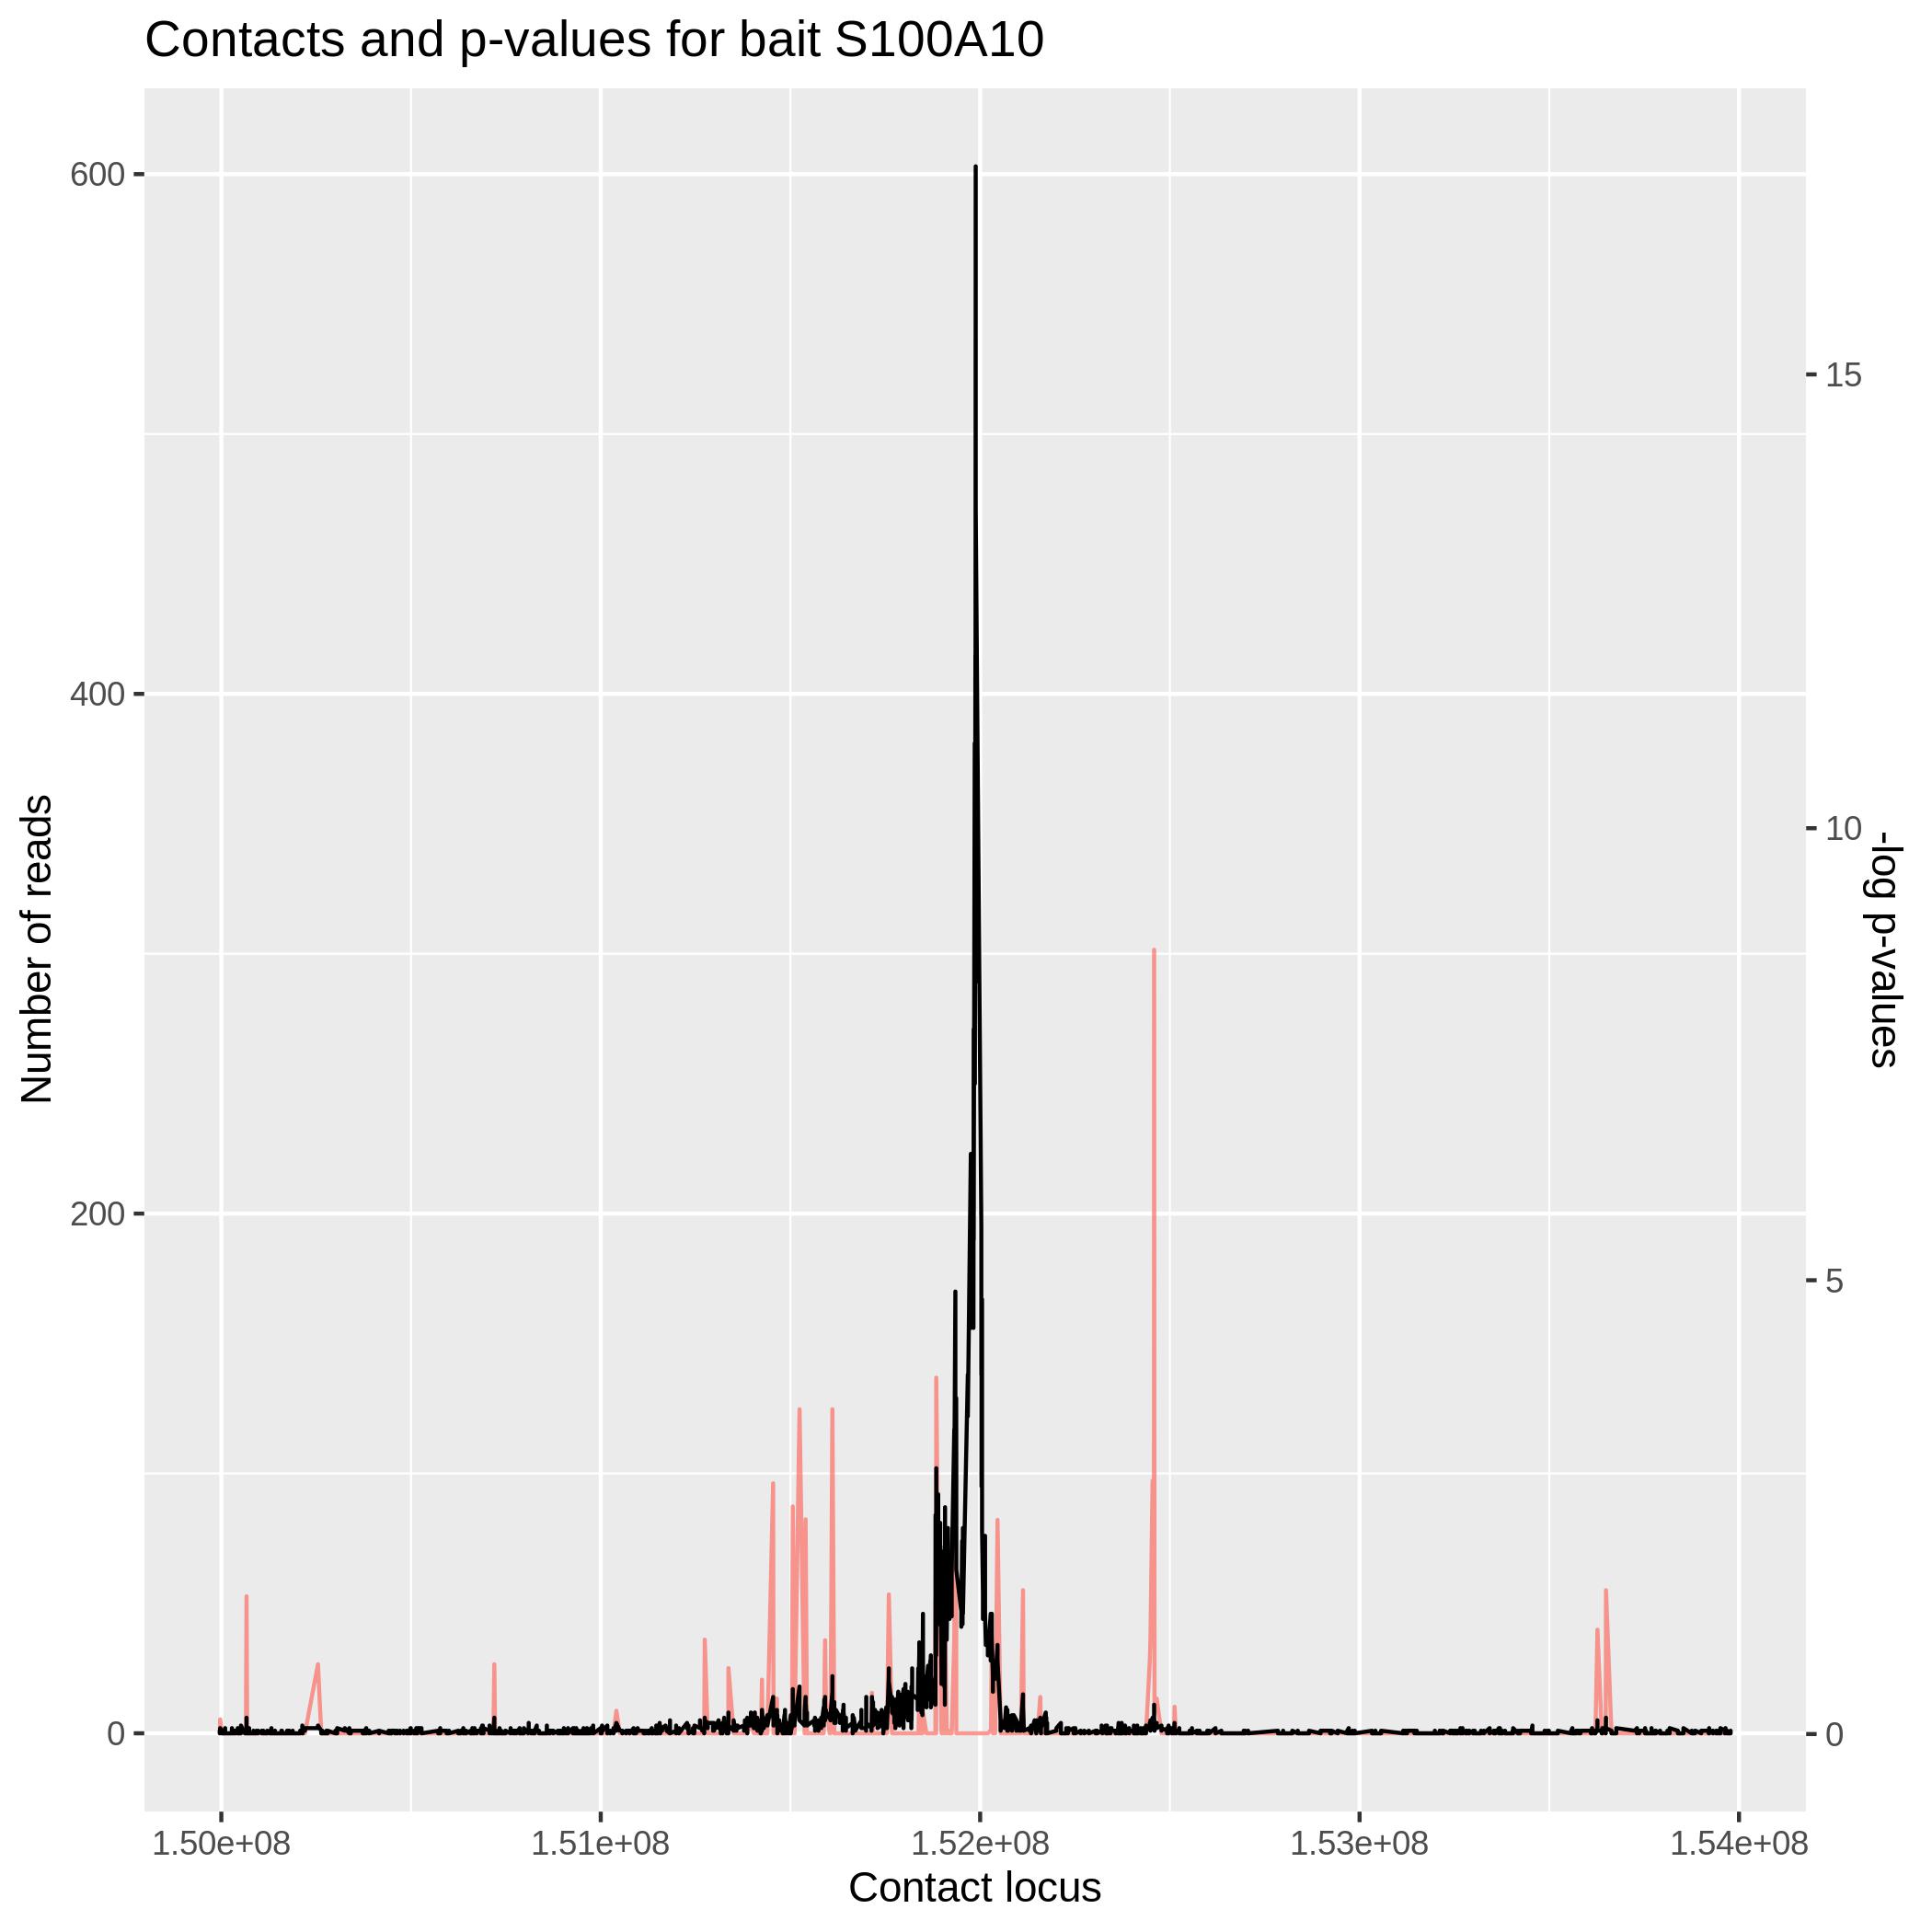 Contacts and p-values for bait S100A10
600
400
200
0
Number of reads
15
10
5
0
-log p-values
1.50e+08 1.51e+08 1.52e+08 1.53e+08 1.54e+08
Contact locus